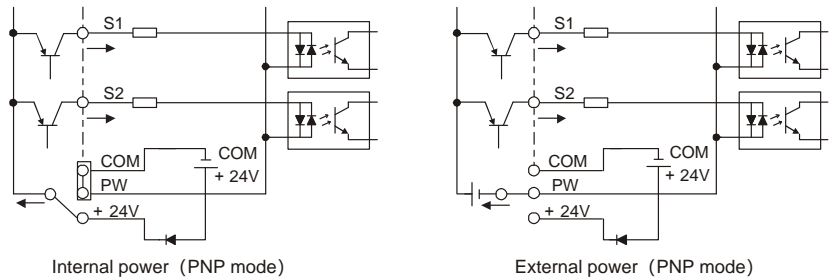 S1
S2
COM
COM
+ 24V
PW
+ 24V
Internal power (PNP mode)
S1
S2
COM
COM
+ 24V
PW
+ 24V
External power (PNP mode)